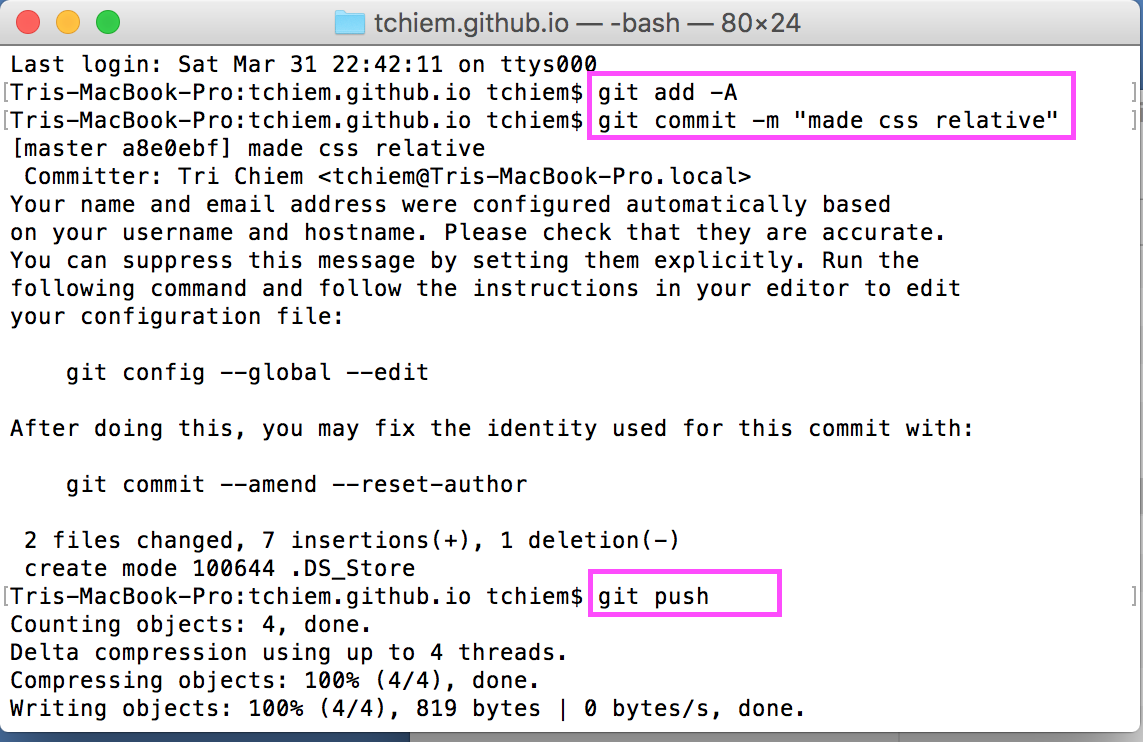 tchiem.github.io — -bash — 80×24
Last login: Sat Mar 31 22:42:11 on ttys000
[Tris-MacBook-Pro:tchiem.github.io tchiem$ git add -A ]
[Tris-MacBook-Pro:tchiem.github.io tchiem$ git commit -m "made css relative" ]
[master a8e0ebf] made css relative
 Committer: Tri Chiem <tchiem@Tris-MacBook-Pro.local>
Your name and email address were configured automatically based
on your username and hostname. Please check that they are accurate.
You can suppress this message by setting them explicitly. Run the
following command and follow the instructions in your editor to edit
your configuration file:
    git config --global --edit
After doing this, you may fix the identity used for this commit with:
    git commit --amend --reset-author
 2 files changed, 7 insertions(+), 1 deletion(-)
 create mode 100644 .DS_Store
[Tris-MacBook-Pro:tchiem.github.io tchiem$ git push ]
Counting objects: 4, done.
Delta compression using up to 4 threads.
Compressing objects: 100% (4/4), done.
Writing objects: 100% (4/4), 819 bytes | 0 bytes/s, done.